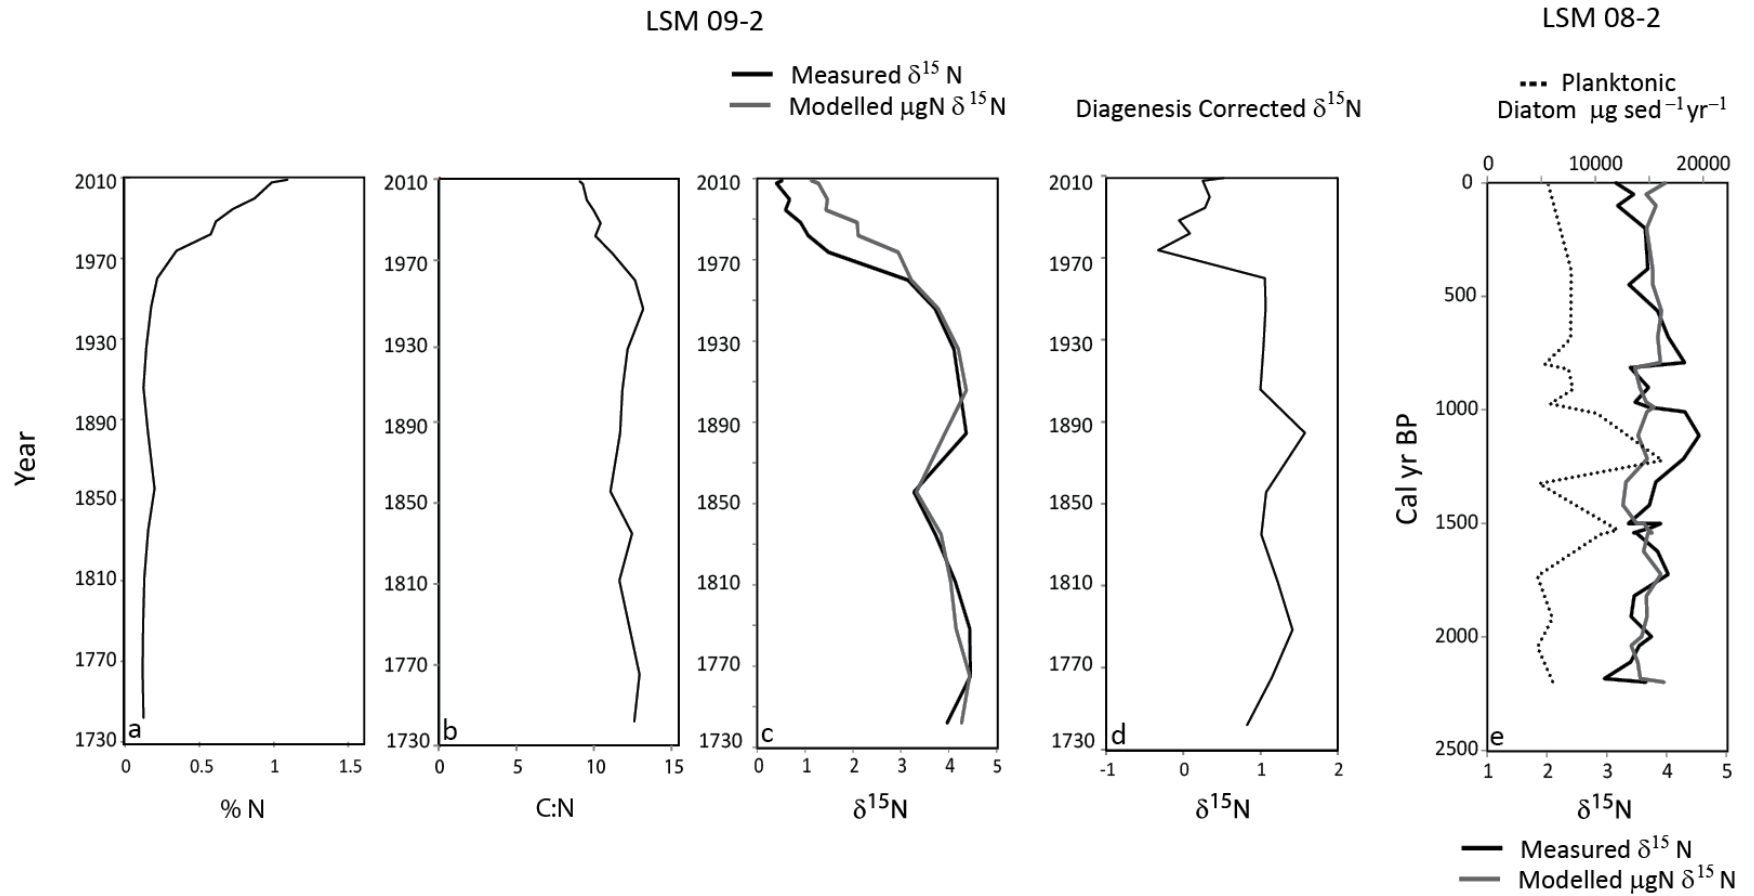 LSM 09-2
LSM 08-2
Measured δ¹⁵ N
Modelled µgN δ ¹⁵N
Diagenesis Corrected δ¹⁵N
Planktonic
Diatom µg sed⁻¹yr⁻¹
0 10000 20000
Year
2010
1970
1930
1890
1850
1810
1770
1730
a
0 0.5 1 1.5
% N
2010
1970
1930
1890
1850
1810
1770
1730
b
0 5 10 15
C:N
2010
1970
1930
1890
1850
1810
1770
1730
c
0 1 2 3 4 5
δ¹⁵N
2010
1970
1930
1890
1850
1810
1770
1730
d
-1 0 1 2
δ¹⁵N
Cal yr BP
0
500
1000
1500
2000
2500
e
1 2 3 4 5
δ¹⁵N
Measured δ¹⁵ N
Modelled µgN δ¹⁵ N